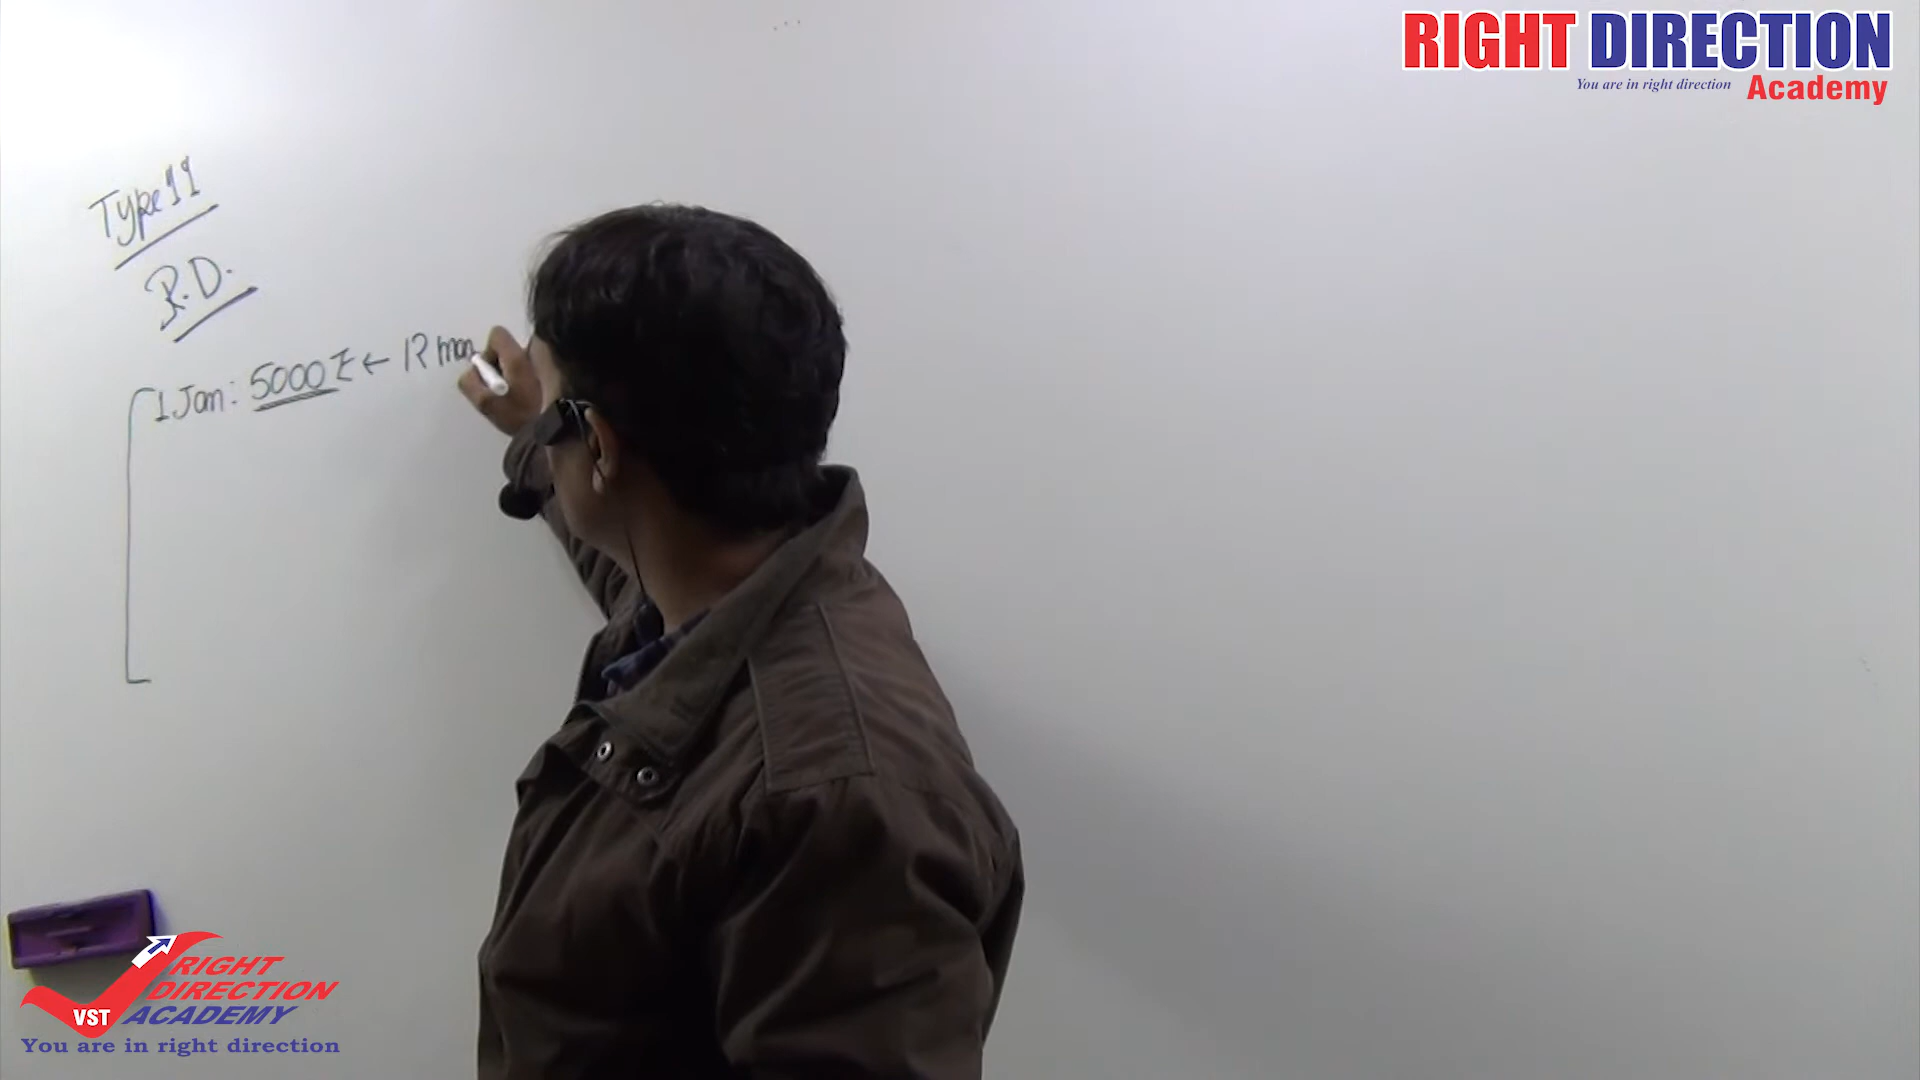 RIGHT DIRECTION
You are in right direction Academy
Type 11
R.D.
1 Jan: 5000 ₹ ← 12 mon
VST
RIGHT
DIRECTION
ACADEMY
You are in right direction